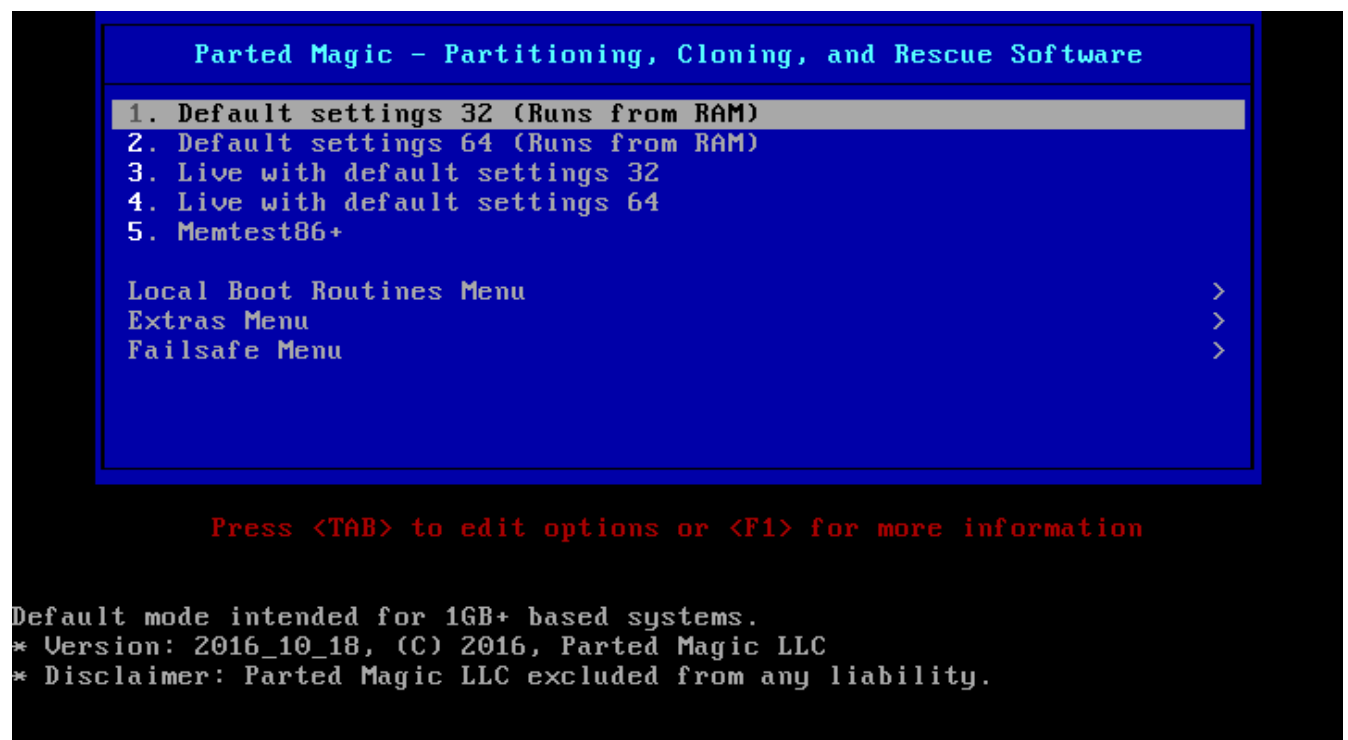 Parted Magic - Partitioning, Cloning, and Rescue Software
1. Default settings 32 (Runs from RAM)
2. Default settings 64 (Runs from RAM)
3. Live with default settings 32
4. Live with default settings 64
5. Memtest86+
Local Boot Routines Menu >
Extras Menu >
Failsafe Menu >
Press <TAB> to edit options or <F1> for more information
Default mode intended for 1GB+ based systems.
* Version: 2016_10_18, (C) 2016, Parted Magic LLC
* Disclaimer: Parted Magic LLC excluded from any liability.